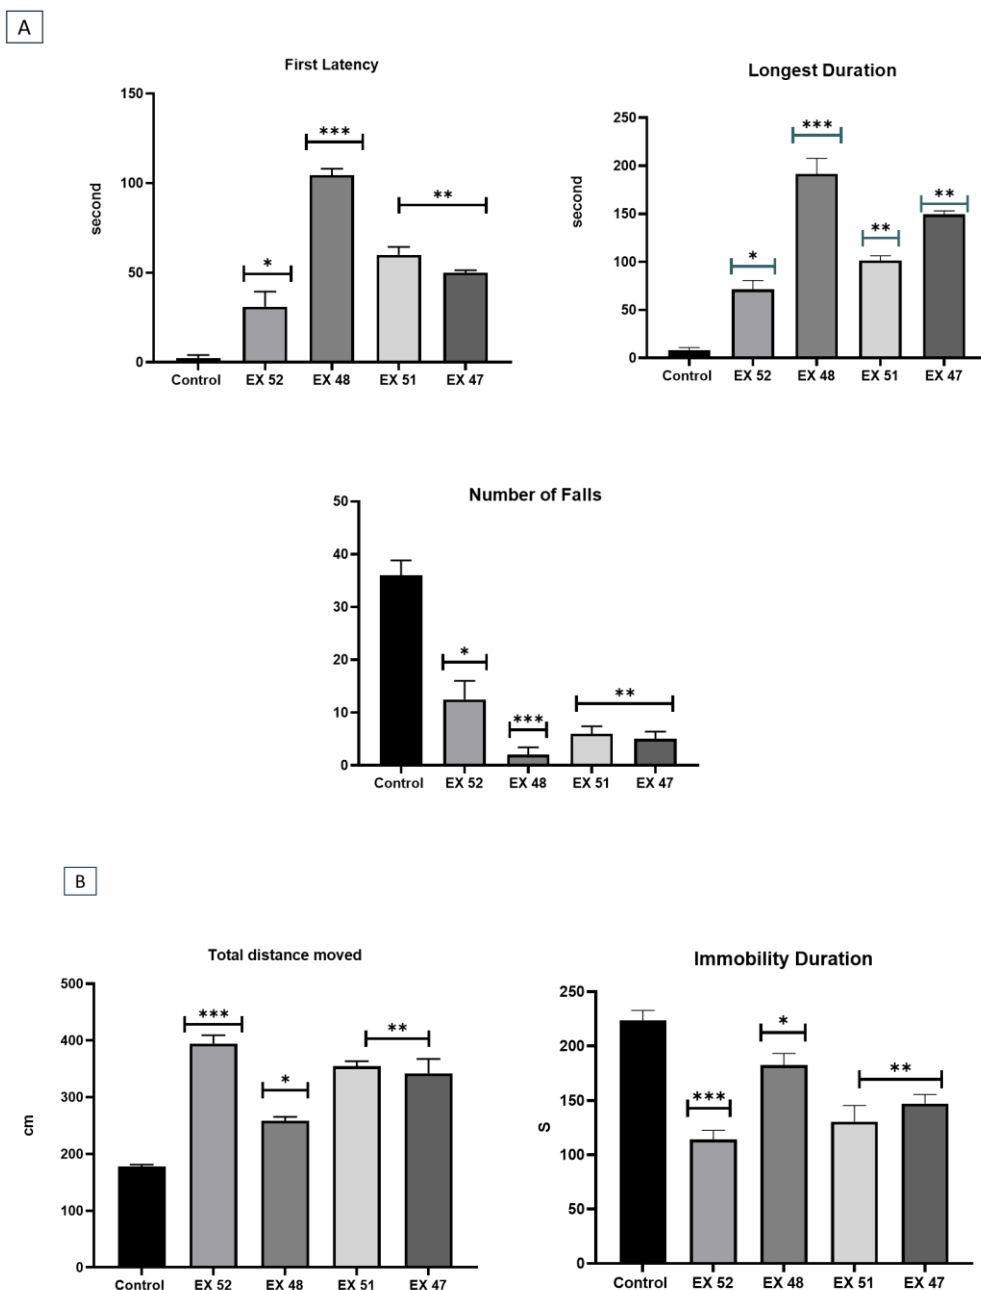 A
First Latency
150
100
50
0
second
***
**
*
Control EX 52 EX 48 EX 51 EX 47
Longest Duration
250
200
150
100
50
0
second
***
**
**
*
Control EX 52 EX 48 EX 51 EX 47
Number of Falls
50
40
30
20
10
0
*
**
***
Control EX 52 EX 48 EX 51 EX 47
B
Total distance moved
500
400
300
200
100
0
cm
***
**
*
Control EX 52 EX 48 EX 51 EX 47
Immobility Duration
250
200
150
100
50
0
S
*
**
***
Control EX 52 EX 48 EX 51 EX 47